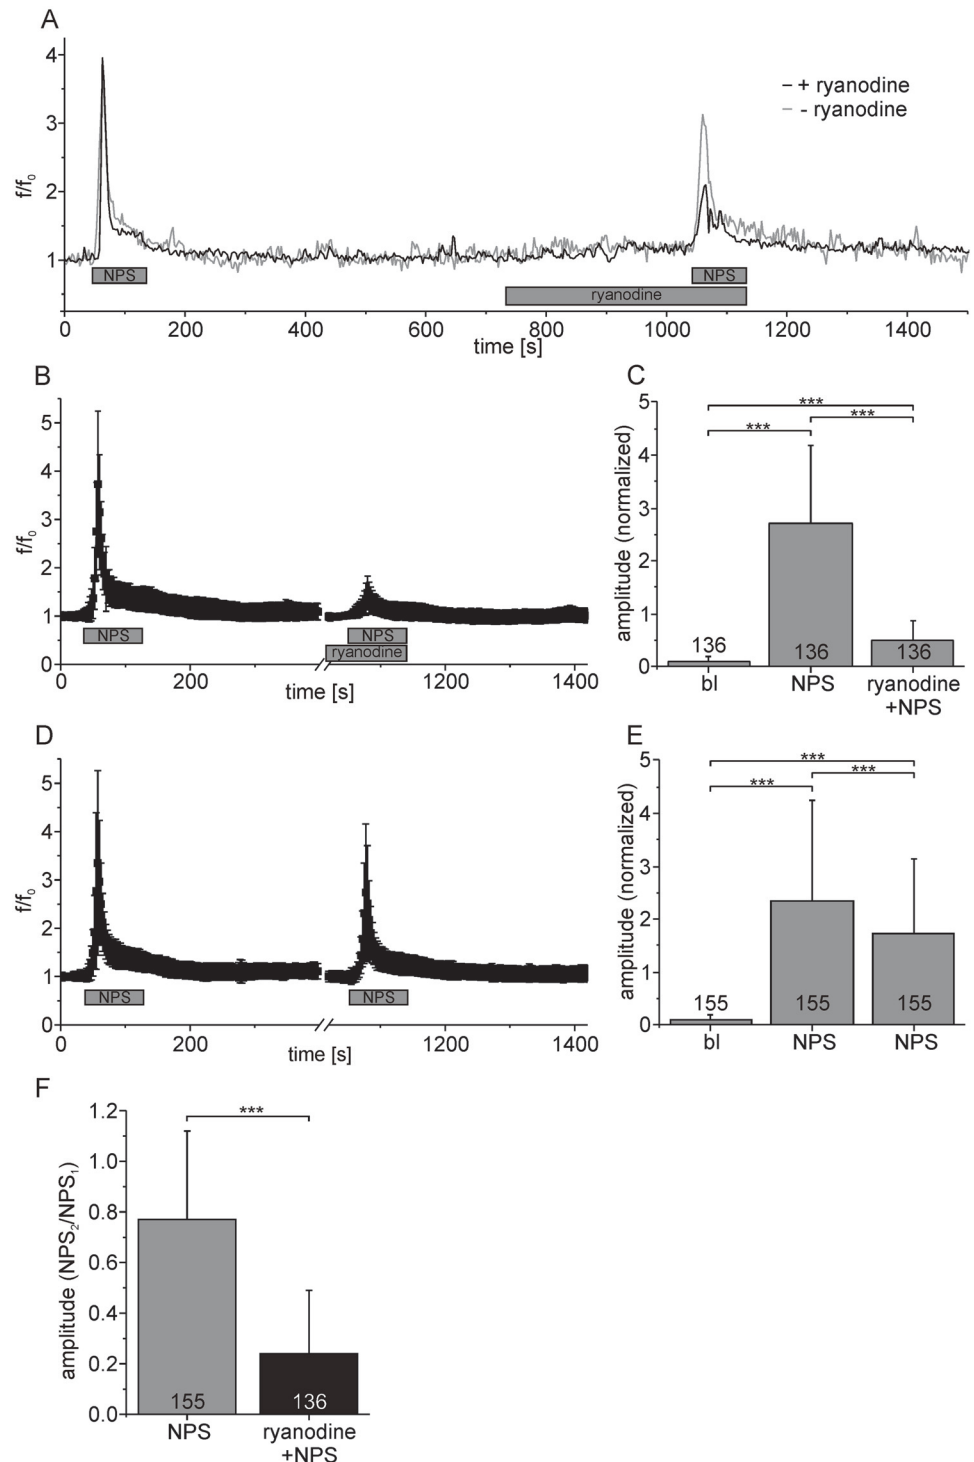 A
4
3
2
1
f/f₀
– + ryanodine
– - ryanodine
NPS
NPS
ryanodine
0 200 400 600 800 1000 1200 1400
time [s]
B
5
4
3
2
1
0
f/f₀
NPS
NPS
ryanodine
0 200 1200 1400
time [s]
C
5
4
3
2
1
0
amplitude (normalized)
***
***
***
136
136
136
bl NPS ryanodine
+NPS
D
5
4
3
2
1
0
f/f₀
NPS
NPS
0 200 1200 1400
time [s]
E
5
4
3
2
1
0
amplitude (normalized)
***
***
***
155
155
155
bl NPS NPS
F
1.2
1.0
0.8
0.6
0.4
0.2
0.0
amplitude (NPS₂/NPS₁)
***
155
136
NPS ryanodine
+NPS